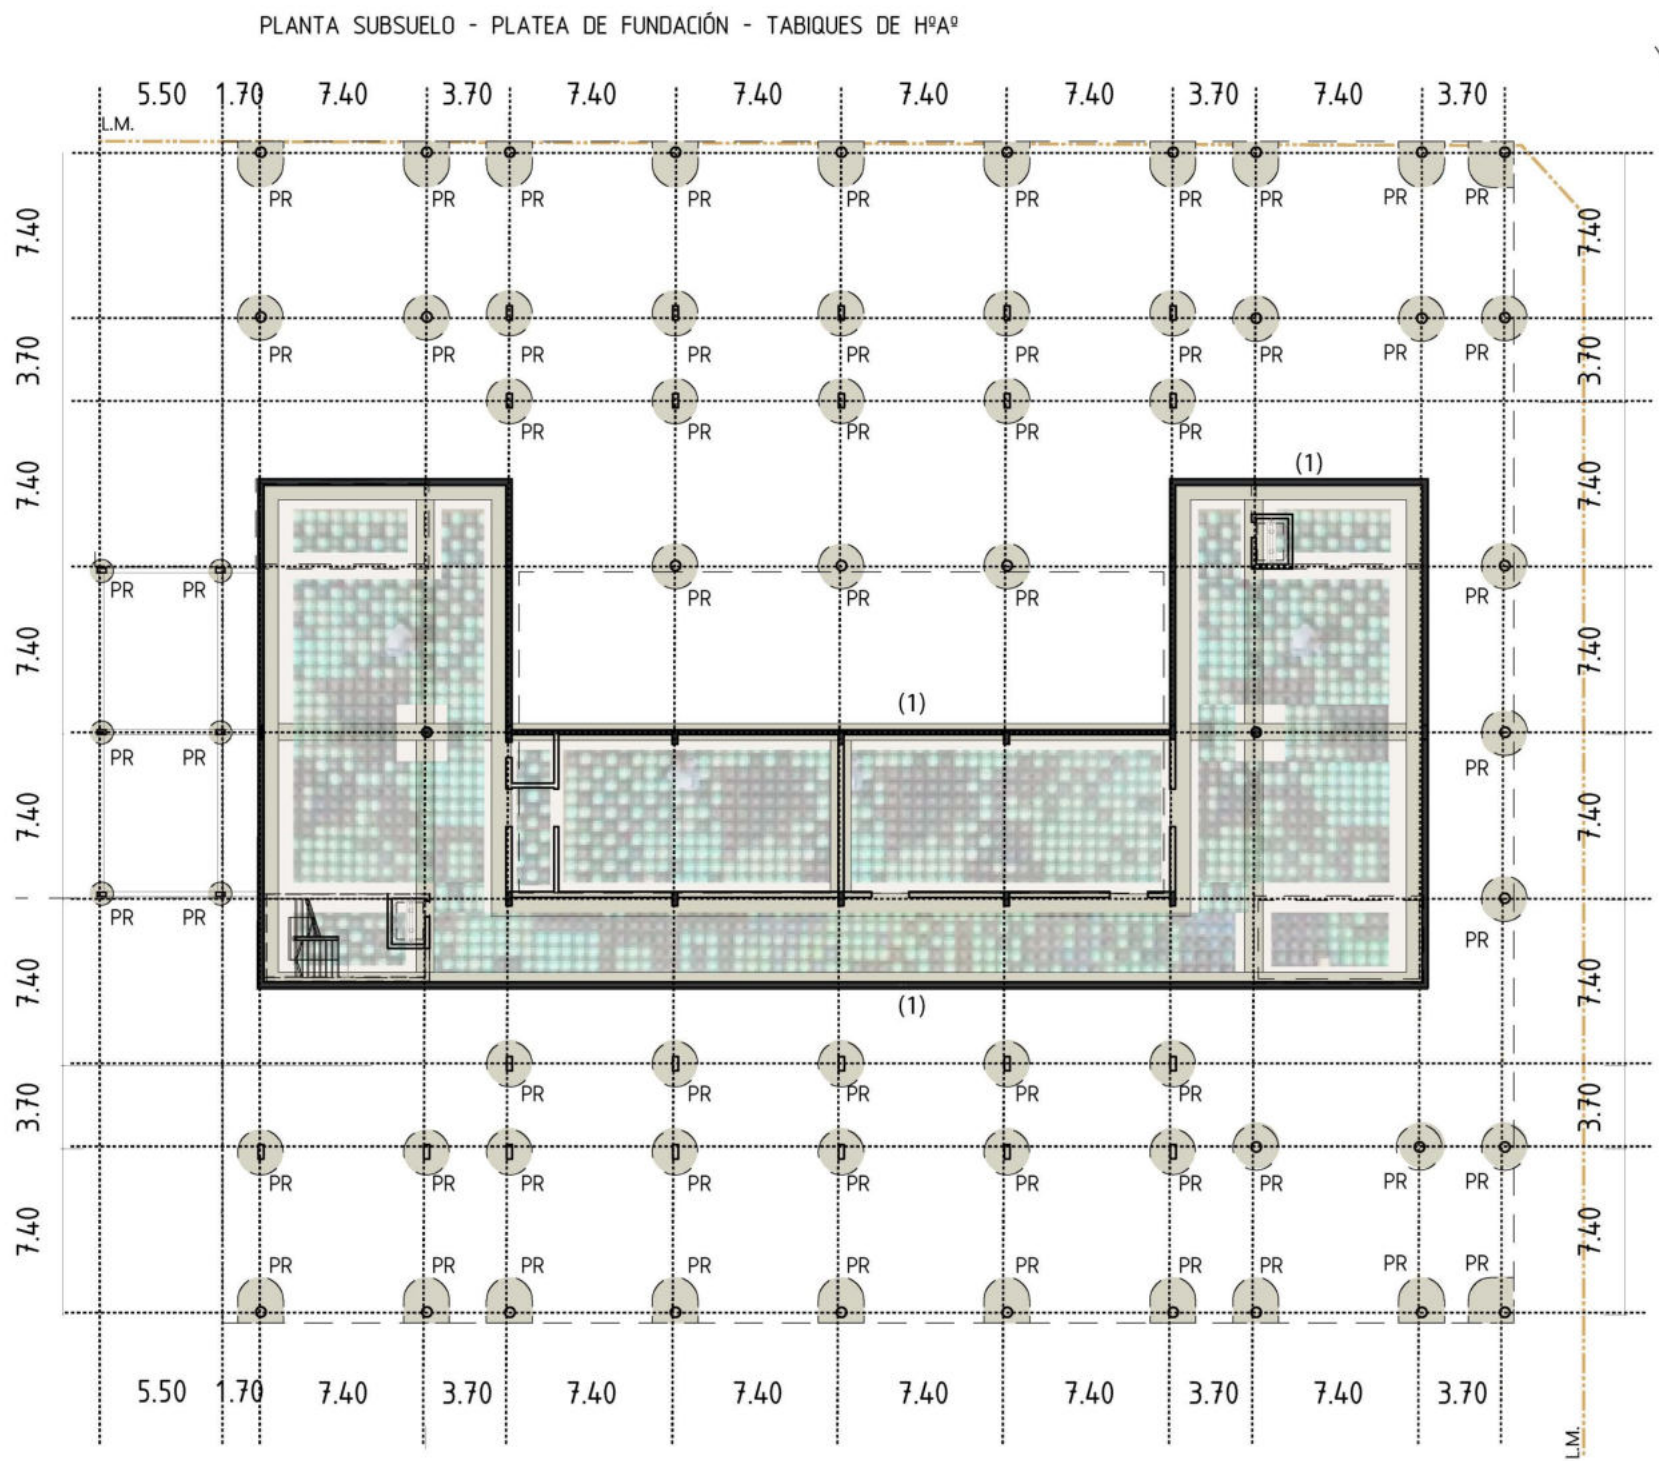 PLANTA SUBSUELO - PLATEA DE FUNDACIÓN - TABIQUES DE HºAº
5.50 1.70 7.40 3.70 7.40 7.40 7.40 7.40 3.70 7.40 3.70
L.M.
PR PR PR PR PR PR PR PR PR PR
7.40 7.40
PR PR PR PR PR PR PR PR PR PR
3.70 3.70
PR PR PR PR PR
(1)
7.40 7.40
PR PR PR PR PR PR
7.40 7.40
(1)
PR PR PR
7.40 7.40
PR PR PR
7.40 7.40
(1)
PR PR PR PR PR
3.70 3.70
PR PR PR PR PR PR PR PR PR PR
7.40 7.40
PR PR PR PR PR PR PR PR PR PR
5.50 1.70 7.40 3.70 7.40 7.40 7.40 7.40 3.70 7.40 3.70
L.M.